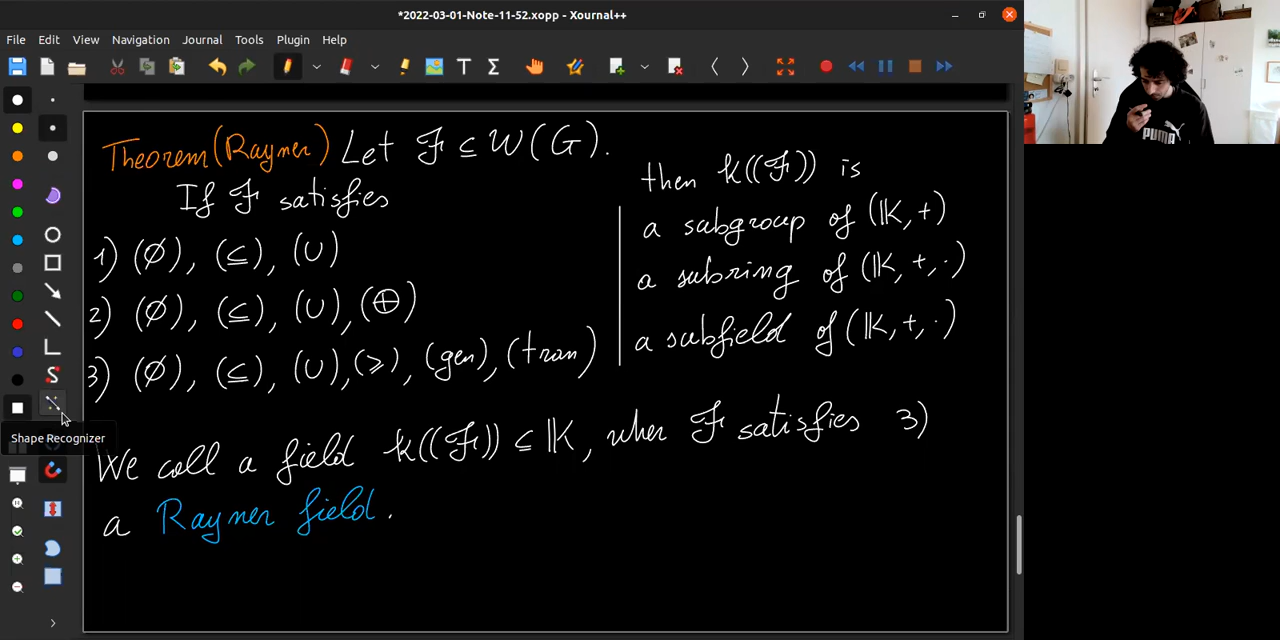 *2022-03-01-Note-11-52.xopp - Xournal++
File Edit View Navigation Journal Tools Plugin Help
Theorem (Rayner) Let 𝓕 ⊆ W(G).
If 𝓕 satisfies
1) (∅), (⊆), (∪)
2) (∅), (⊆), (∪), (⊕)
3) (∅), (⊆), (∪), (⩾), (gen), (tran)
then k((𝓕)) is
a subgroup of (𝕂, +)
a subring of (𝕂, +, ·)
a subfield of (𝕂, +, ·)
We call a field k((𝓕)) ⊆ 𝕂, when 𝓕 satisfies 3)
a Rayner field.
Shape Recognizer
PUMA